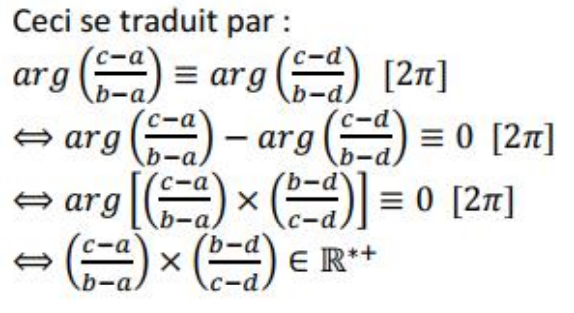 Ceci se traduit par :
arg((c−a)/(b−a)) ≡ arg((c−d)/(b−d)) [2π]
⟺ arg((c−a)/(b−a)) − arg((c−d)/(b−d)) ≡ 0 [2π]
⟺ arg[((c−a)/(b−a)) × ((b−d)/(c−d))] ≡ 0 [2π]
⟺ ((c−a)/(b−a)) × ((b−d)/(c−d)) ∈ ℝ*⁺